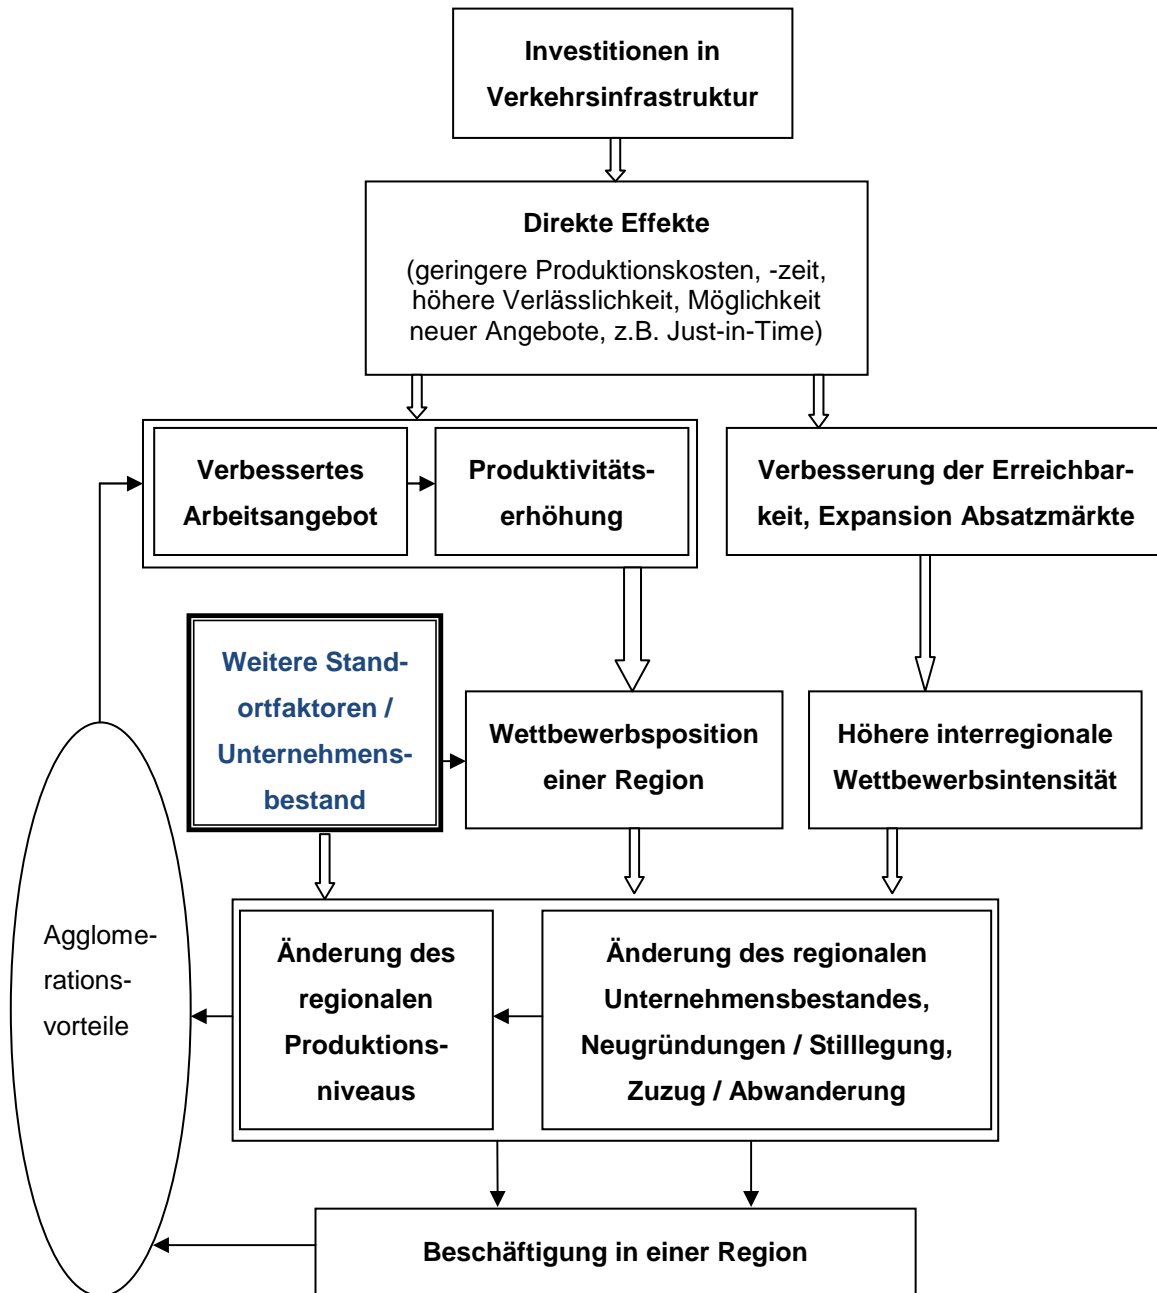 Investitionen in
Verkehrsinfrastruktur
Direkte Effekte
(geringere Produktionskosten, -zeit,
höhere Verlässlichkeit, Möglichkeit
neuer Angebote, z.B. Just-in-Time)
Verbessertes
Arbeitsangebot
Produktivitäts-
erhöhung
Verbesserung der Erreichbar-
keit, Expansion Absatzmärkte
Weitere Stand-
ortfaktoren /
Unternehmens-
bestand
Wettbewerbsposition
einer Region
Höhere interregionale
Wettbewerbsintensität
Agglome-
rations-
vorteile
Änderung des
regionalen
Produktions-
niveaus
Änderung des regionalen
Unternehmensbestandes,
Neugründungen / Stilllegung,
Zuzug / Abwanderung
Beschäftigung in einer Region